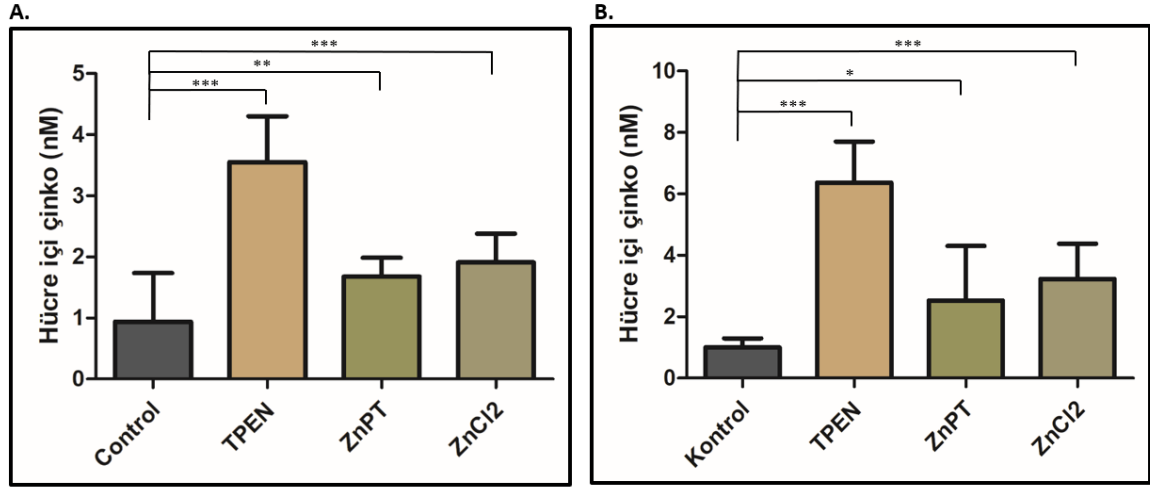 A.
***
**
***
5
4
3
2
1
0
Hücre içi çinko (nM)
Control
TPEN
ZnPT
ZnCl2
B.
***
*
***
10
8
6
4
2
0
Hücre içi çinko (nM)
Kontrol
TPEN
ZnPT
ZnCl2